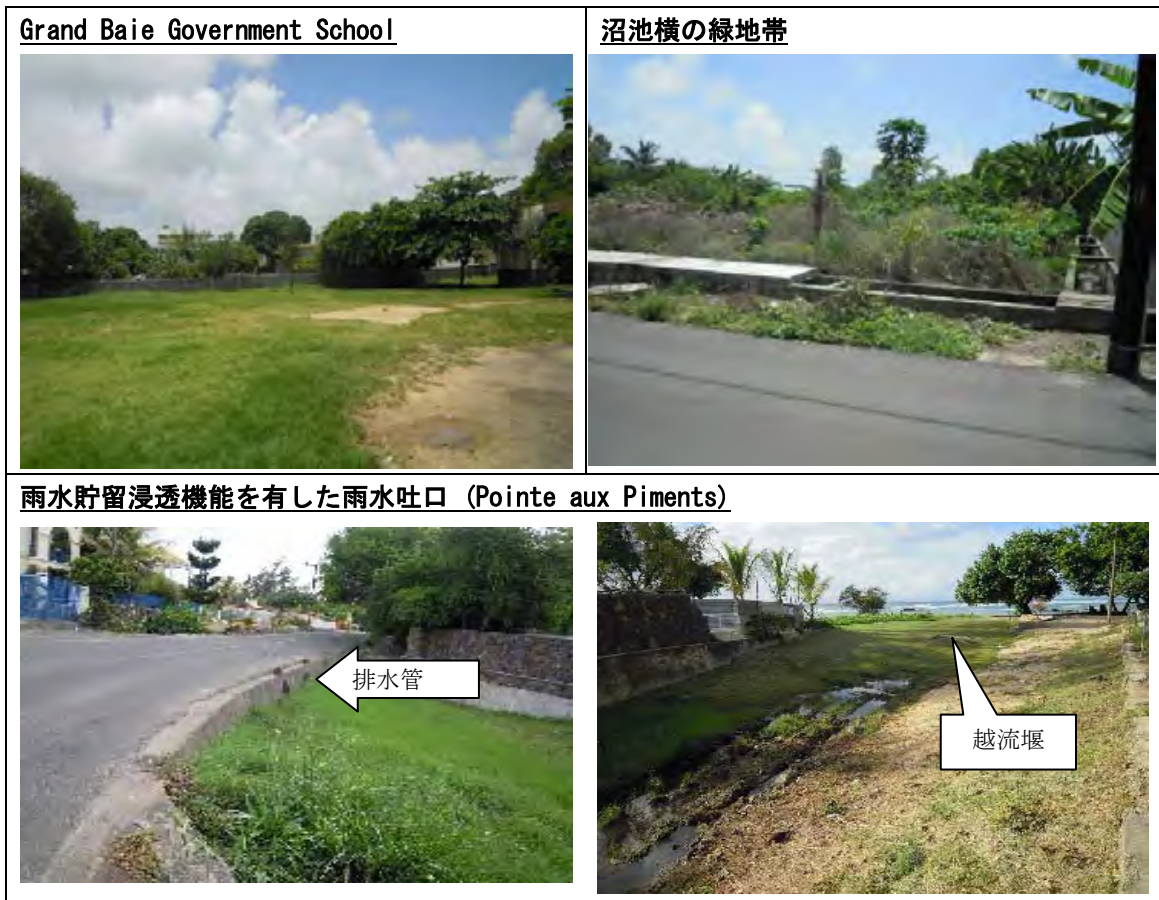 Grand Baie Government School
沼池横の緑地帯
雨水貯留浸透機能を有した雨水吐口 (Pointe aux Piments)
排水管
越流堰